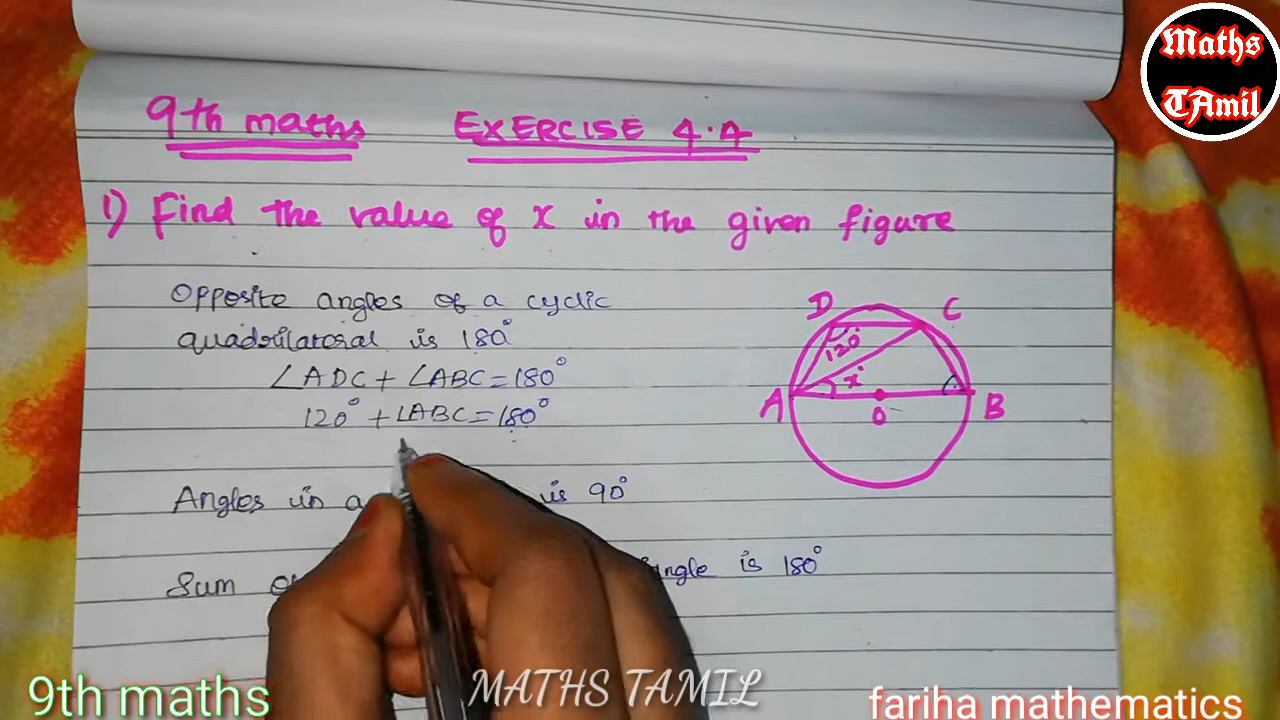 Maths
TAmil
9th maths EXERCISE 4.4
1) Find the value of x in the given figure
Opposite angles of a cyclic
quadrilateral is 180°
∠ADC + ∠ABC = 180°
120° + ∠ABC = 180°
Angles in a is 90°
Sum is 180°
D C
120°
x°
A B
O
9th maths
MATHS TAMIL
fariha mathematics